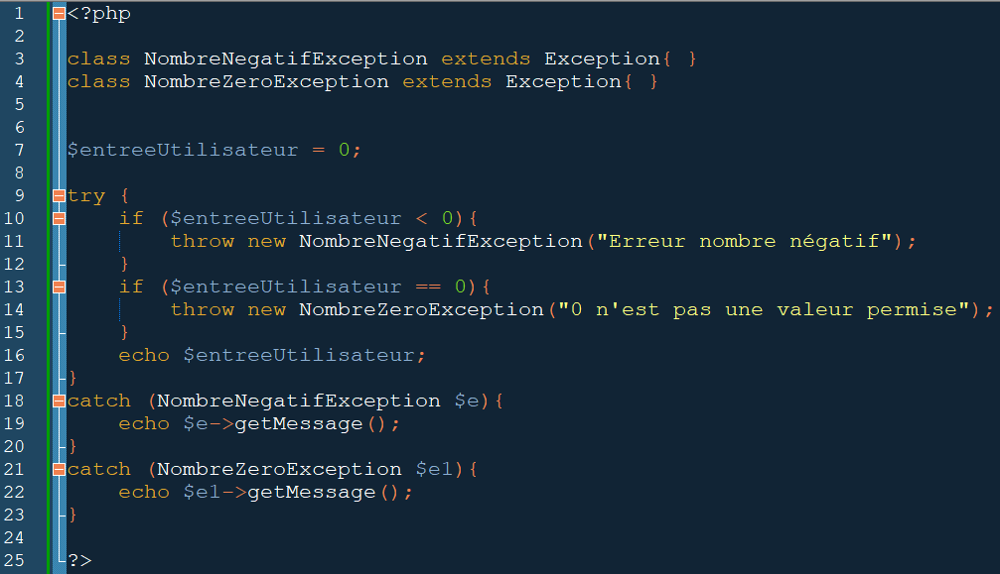 1 <?php
2
3 class NombreNegatifException extends Exception{ }
4 class NombreZeroException extends Exception{ }
5
6
7 $entreeUtilisateur = 0;
8
9 try {
10     if ($entreeUtilisateur < 0){
11         throw new NombreNegatifException("Erreur nombre négatif");
12     }
13     if ($entreeUtilisateur == 0){
14         throw new NombreZeroException("0 n'est pas une valeur permise");
15     }
16     echo $entreeUtilisateur;
17 }
18 catch (NombreNegatifException $e){
19     echo $e->getMessage();
20 }
21 catch (NombreZeroException $e1){
22     echo $e1->getMessage();
23 }
24
25 ?>